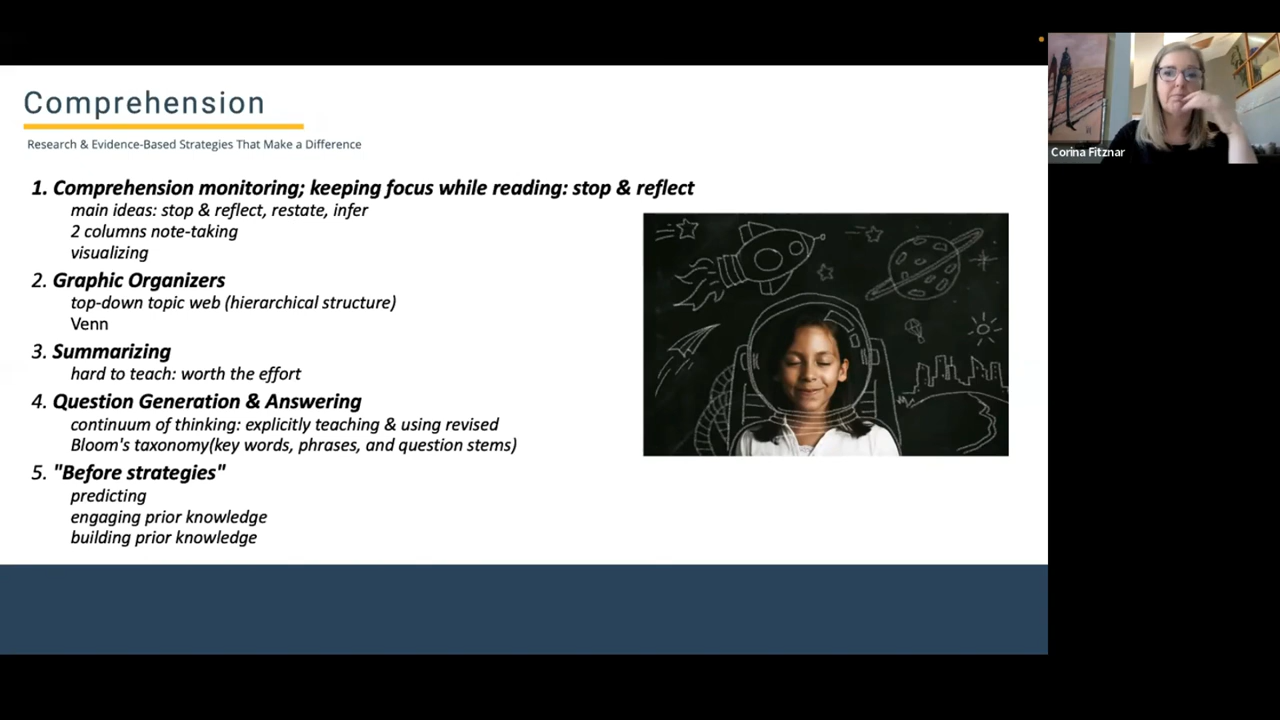 Comprehension
Research & Evidence-Based Strategies That Make a Difference
1. Comprehension monitoring; keeping focus while reading: stop & reflect
main ideas: stop & reflect, restate, infer
2 columns note-taking
visualizing
2. Graphic Organizers
top-down topic web (hierarchical structure)
Venn
3. Summarizing
hard to teach: worth the effort
4. Question Generation & Answering
continuum of thinking: explicitly teaching & using revised
Bloom's taxonomy(key words, phrases, and question stems)
5. "Before strategies"
predicting
engaging prior knowledge
building prior knowledge
Corina Fitznar